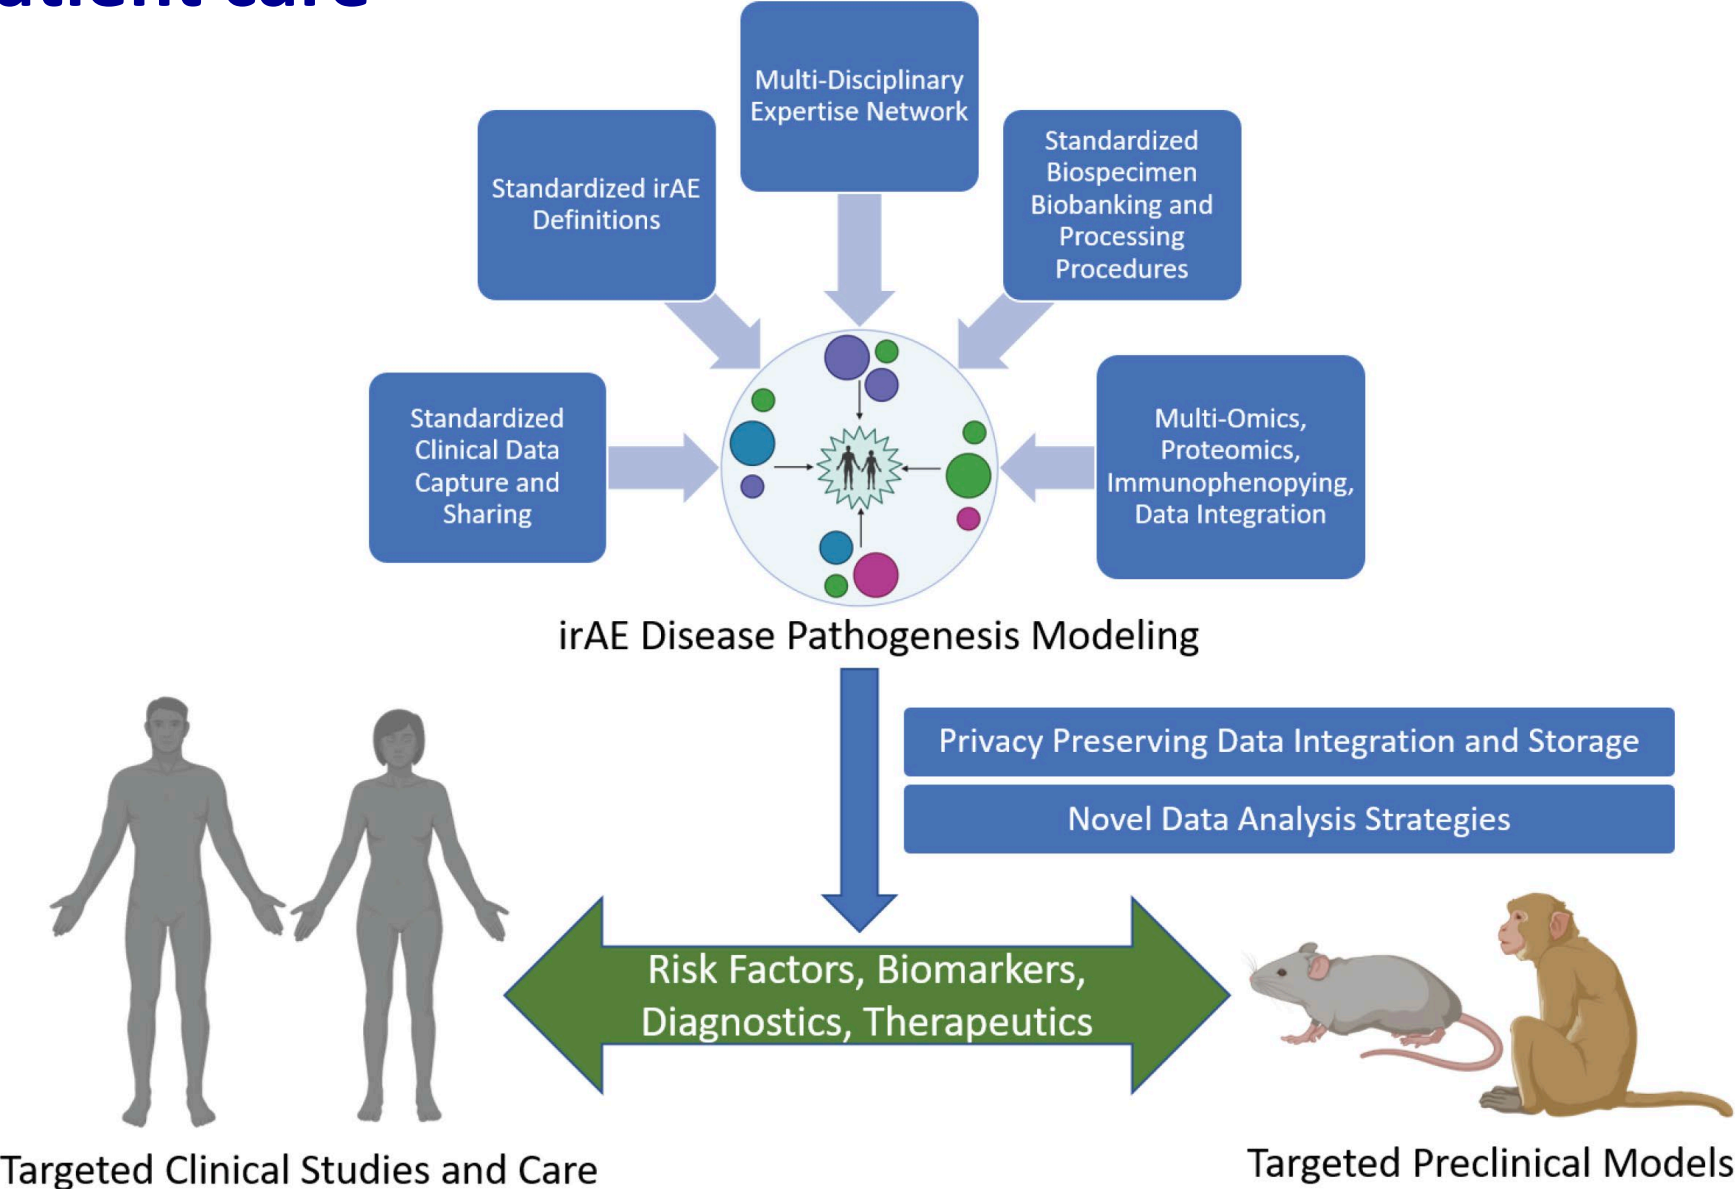 atient care
Multi-Disciplinary
Expertise Network
Standardized irAE
Definitions
Standardized
Biospecimen
Biobanking and
Processing
Procedures
Standardized
Clinical Data
Capture and
Sharing
Multi-Omics,
Proteomics,
Immunophenopying,
Data Integration
irAE Disease Pathogenesis Modeling
Privacy Preserving Data Integration and Storage
Novel Data Analysis Strategies
Risk Factors, Biomarkers,
Diagnostics, Therapeutics
Targeted Clinical Studies and Care
Targeted Preclinical Models